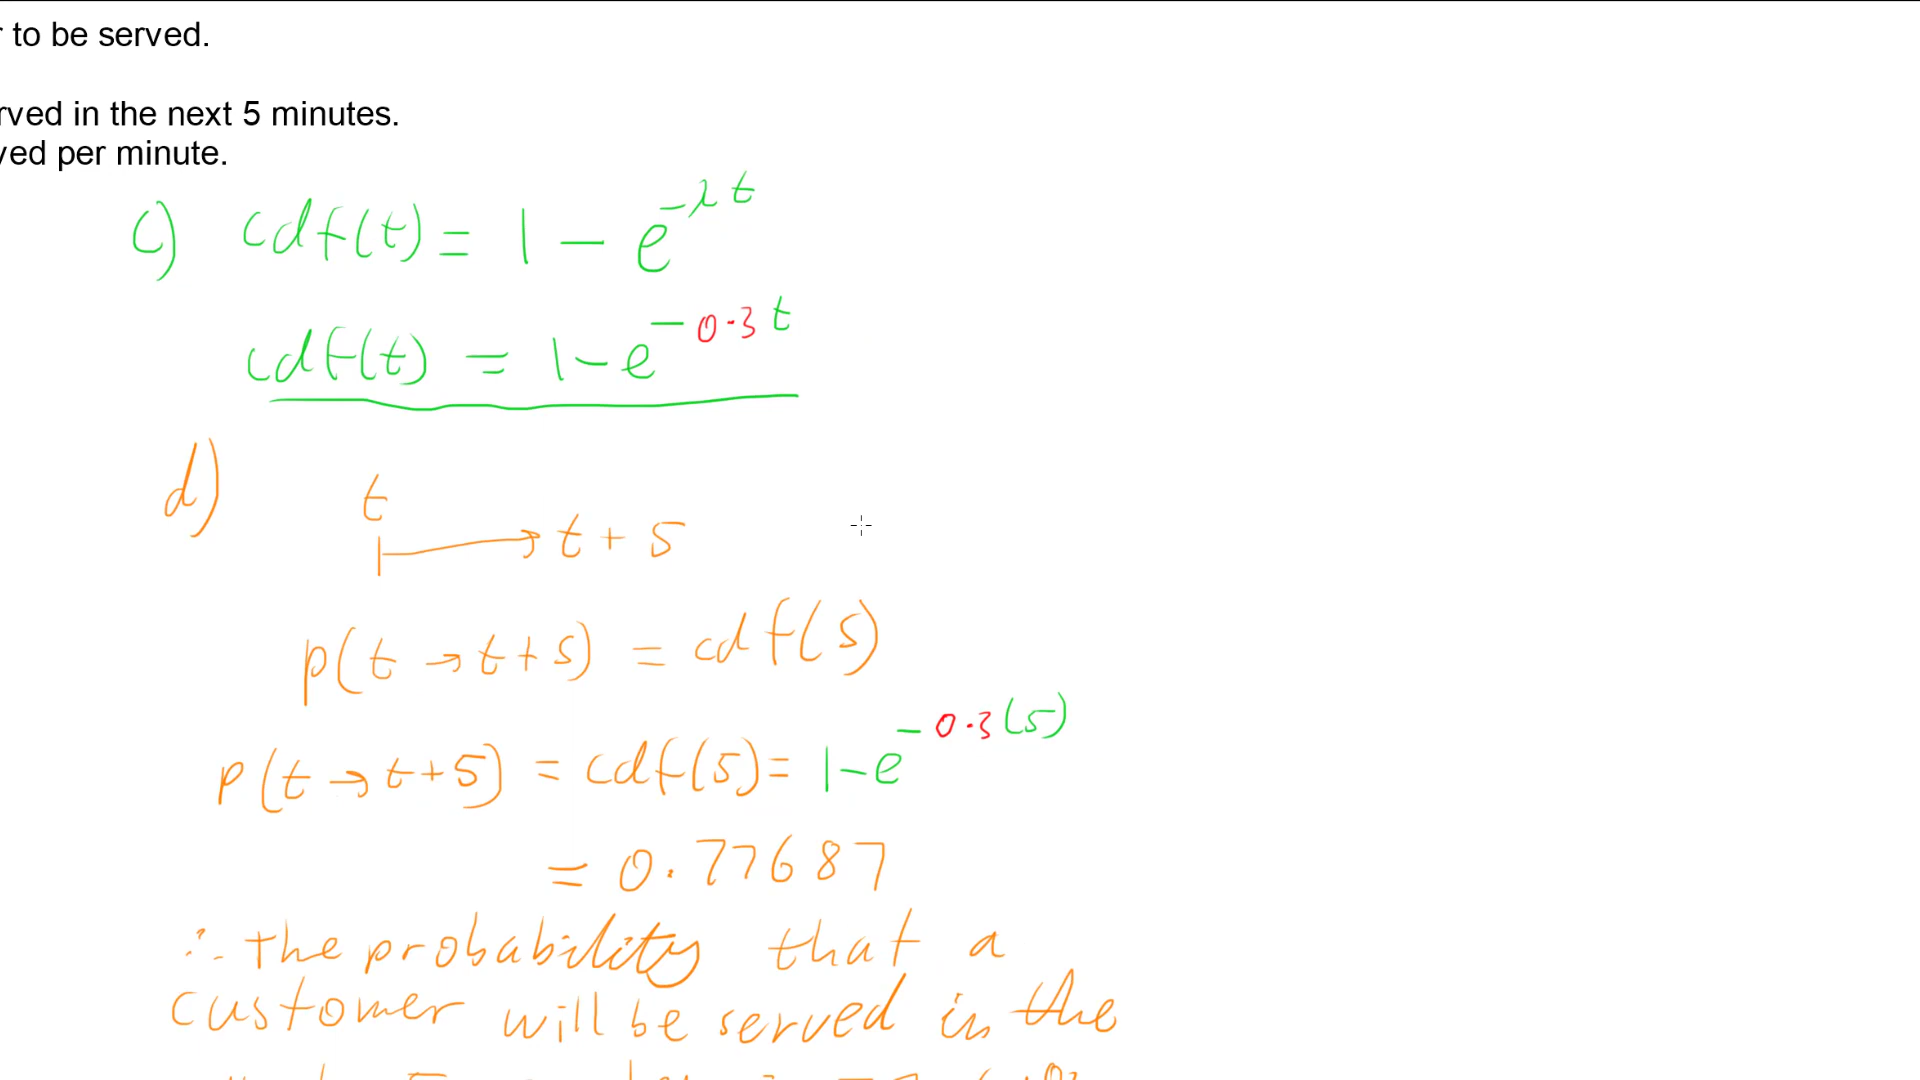 to be served.
rved in the next 5 minutes.
ved per minute.
c) cdf(t) = 1 - e^-λt
cdf(t) = 1 - e^-0.3t
d)
t
→ t + 5
p(t → t+5) = cdf(5)
p(t → t+5) = cdf(5) = 1 - e^-0.3(5)
= 0.77687
∴ the probability that a
customer will be served in the